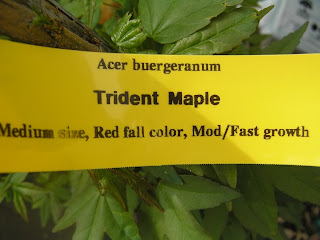 Acer buergeranum
Trident Maple
Medium size, Red fall color, Mod/Fast growth